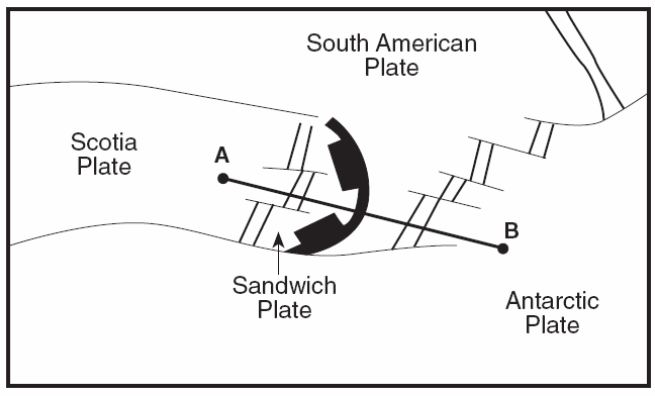 South American
Plate
Scotia
Plate
A
B
Sandwich
Plate
Antarctic
Plate